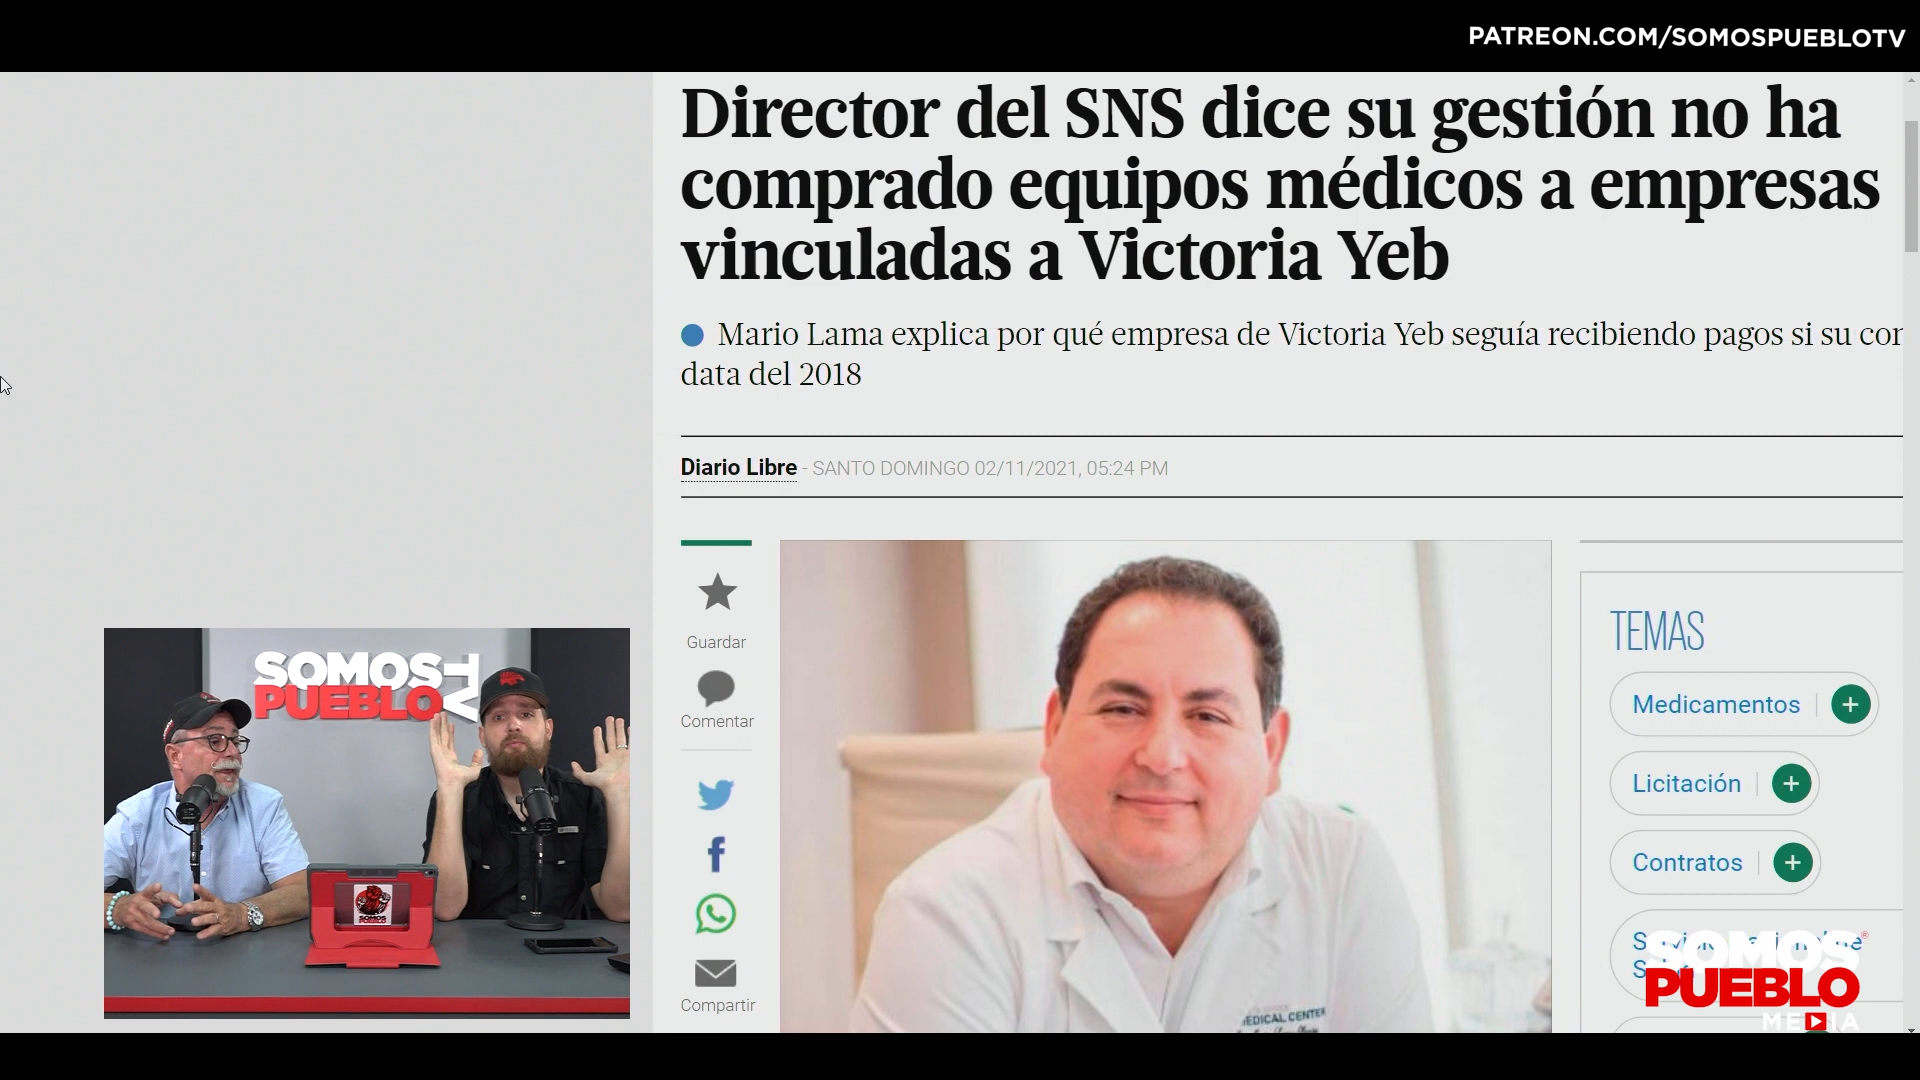 PATREON.COM/SOMOSPUEBLOTV
Director del SNS dice su gestión no ha
comprado equipos médicos a empresas
vinculadas a Victoria Yeb
Mario Lama explica por qué empresa de Victoria Yeb seguía recibiendo pagos si su con
data del 2018
Diario Libre - SANTO DOMINGO 02/11/2021, 05:24 PM
Guardar
Comentar
Compartir
TEMAS
Medicamentos
Licitación
Contratos
SOMOS
PUEBLO
TV
SOMOS
PUEBLO
MEDIA